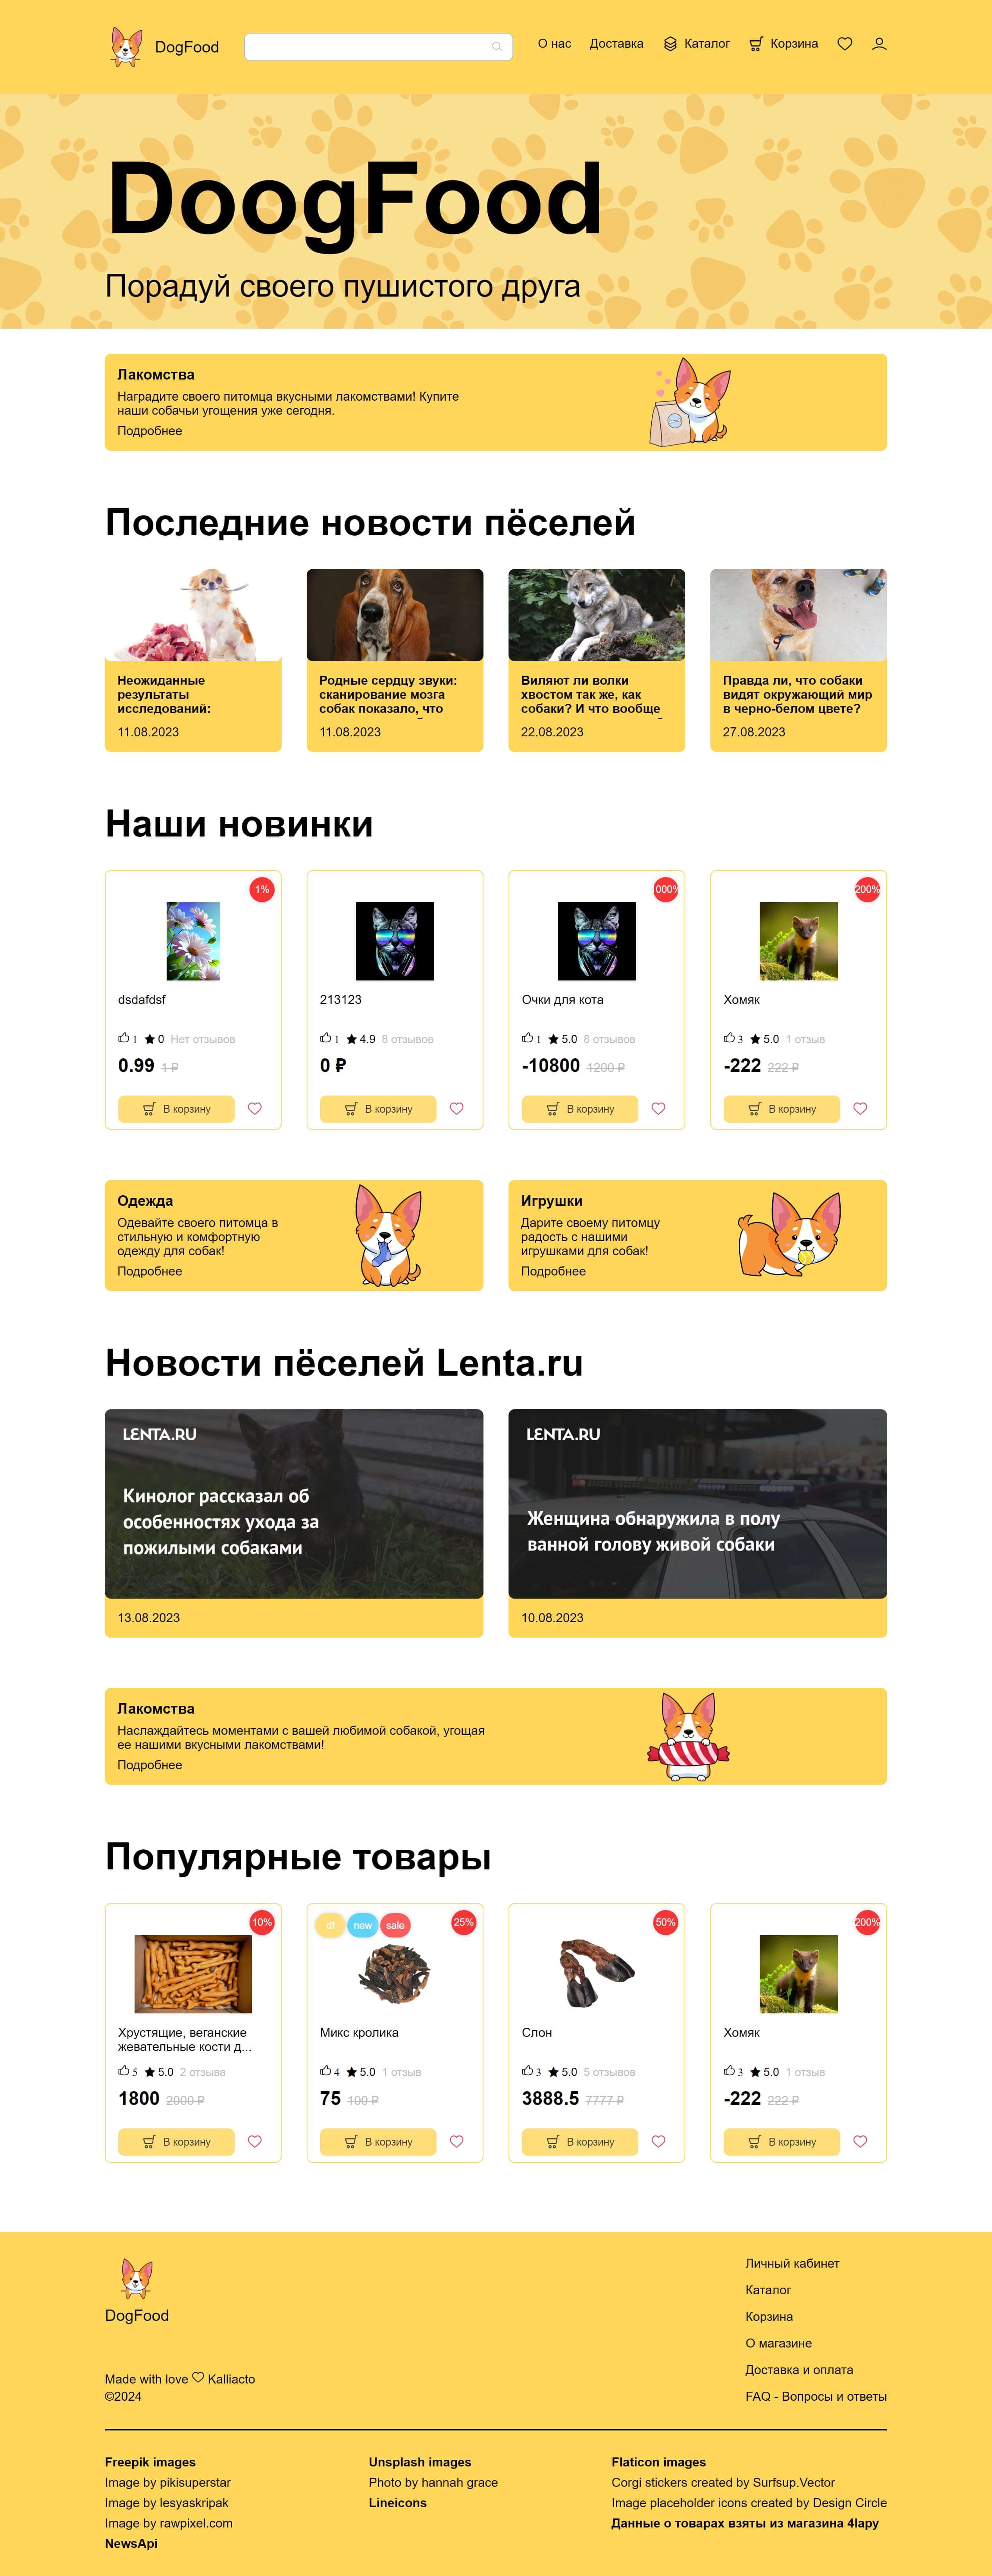 DogFood
О нас
Доставка
Каталог
Корзина
DoogFood
Порадуй своего пушистого друга
Лакомства
Наградите своего питомца вкусными лакомствами! Купите
наши собачьи угощения уже сегодня.
Подробнее
Последние новости пёселей
Неожиданные
результаты
исследований:
11.08.2023
Родные сердцу звуки:
сканирование мозга
собак показало, что
11.08.2023
Виляют ли волки
хвостом так же, как
собаки? И что вообще
22.08.2023
Правда ли, что собаки
видят окружающий мир
в черно-белом цвете?
27.08.2023
Наши новинки
1%
dsdafdsf
1 0 Нет отзывов
0.99 1 ₽
В корзину
213123
1 4.9 8 отзывов
0 ₽
В корзину
000%
Очки для кота
1 5.0 8 отзывов
-10800 1200 ₽
В корзину
200%
Хомяк
3 5.0 1 отзыв
-222 222 ₽
В корзину
Одежда
Одевайте своего питомца в
стильную и комфортную
одежду для собак!
Подробнее
Игрушки
Дарите своему питомцу
радость с нашими
игрушками для собак!
Подробнее
Новости пёселей Lenta.ru
LENTA.RU
Кинолог рассказал об
особенностях ухода за
пожилыми собаками
13.08.2023
LENTA.RU
Женщина обнаружила в полу
ванной голову живой собаки
10.08.2023
Лакомства
Наслаждайтесь моментами с вашей любимой собакой, угощая
ее нашими вкусными лакомствами!
Подробнее
Популярные товары
10%
Хрустящие, веганские
жевательные кости д...
5 5.0 2 отзыва
1800 2000 ₽
В корзину
df new sale 25%
Микс кролика
4 5.0 1 отзыв
75 100 ₽
В корзину
50%
Слон
3 5.0 5 отзывов
3888.5 7777 ₽
В корзину
200%
Хомяк
3 5.0 1 отзыв
-222 222 ₽
В корзину
DogFood
Made with love Kalliacto
©2024
Личный кабинет
Каталог
Корзина
О магазине
Доставка и оплата
FAQ - Вопросы и ответы
Freepik images
Image by pikisuperstar
Image by lesyaskripak
Image by rawpixel.com
NewsApi
Unsplash images
Photo by hannah grace
Lineicons
Flaticon images
Corgi stickers created by Surfsup.Vector
Image placeholder icons created by Design Circle
Данные о товарах взяты из магазина 4lapy